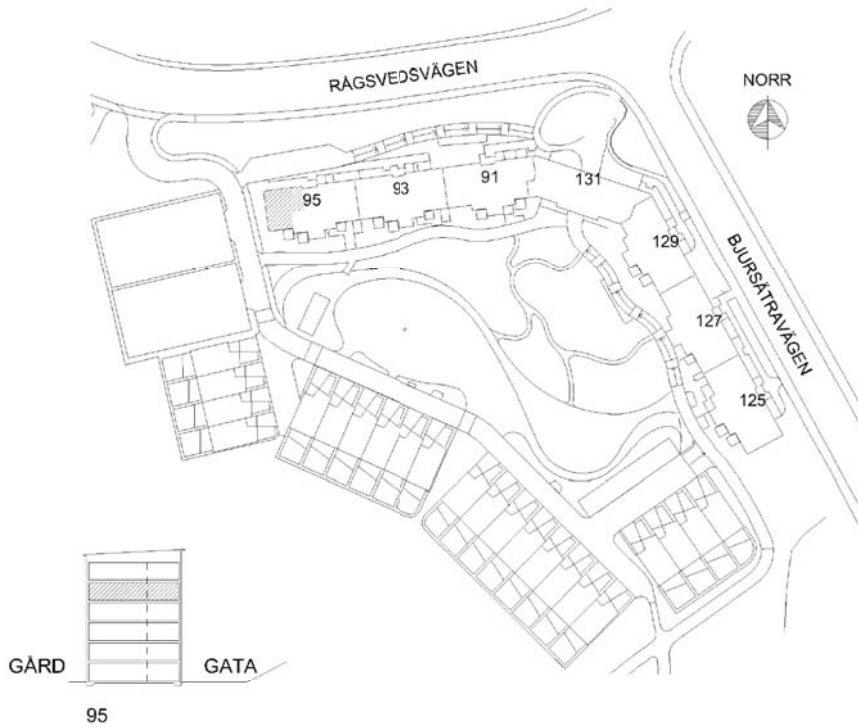 RÅGSVEDSVÄGEN
NORR
95
93
91
131
129
BJURSÄTRAVÄGEN
127
125
GÅRD GATA
95